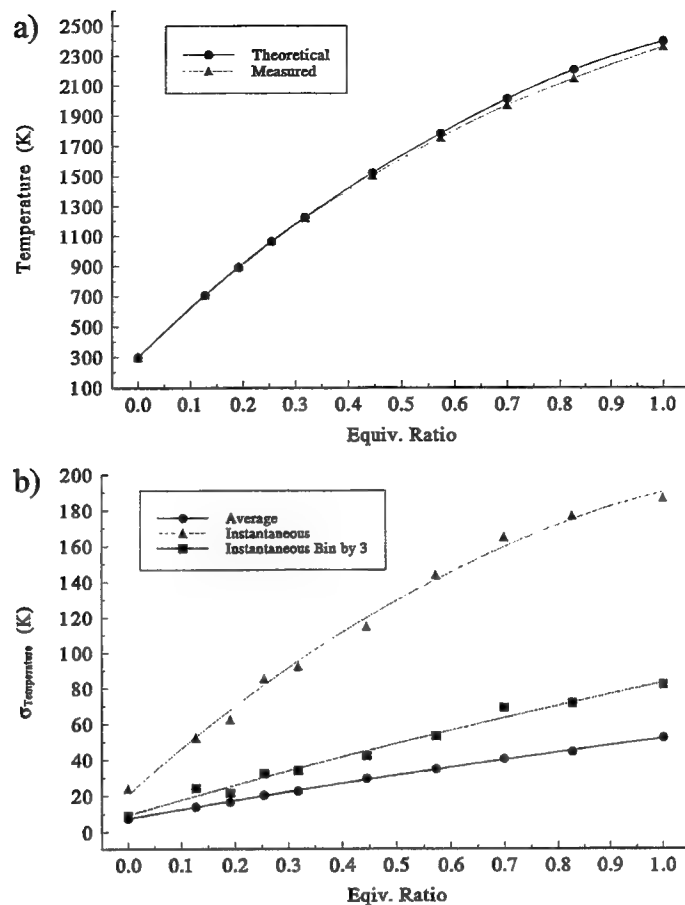 a)
2500
2300
2100
1900
1700
1500
1300
1100
900
700
500
300
100
Temperature (K)
Theoretical
Measured
0.0 0.1 0.2 0.3 0.4 0.5 0.6 0.7 0.8 0.9 1.0
Equiv. Ratio
b)
200
180
160
140
120
100
80
60
40
20
0
σTemperature (K)
Average
Instantaneous
Instantaneous Bin by 3
0.0 0.1 0.2 0.3 0.4 0.5 0.6 0.7 0.8 0.9 1.0
Eqiv. Ratio